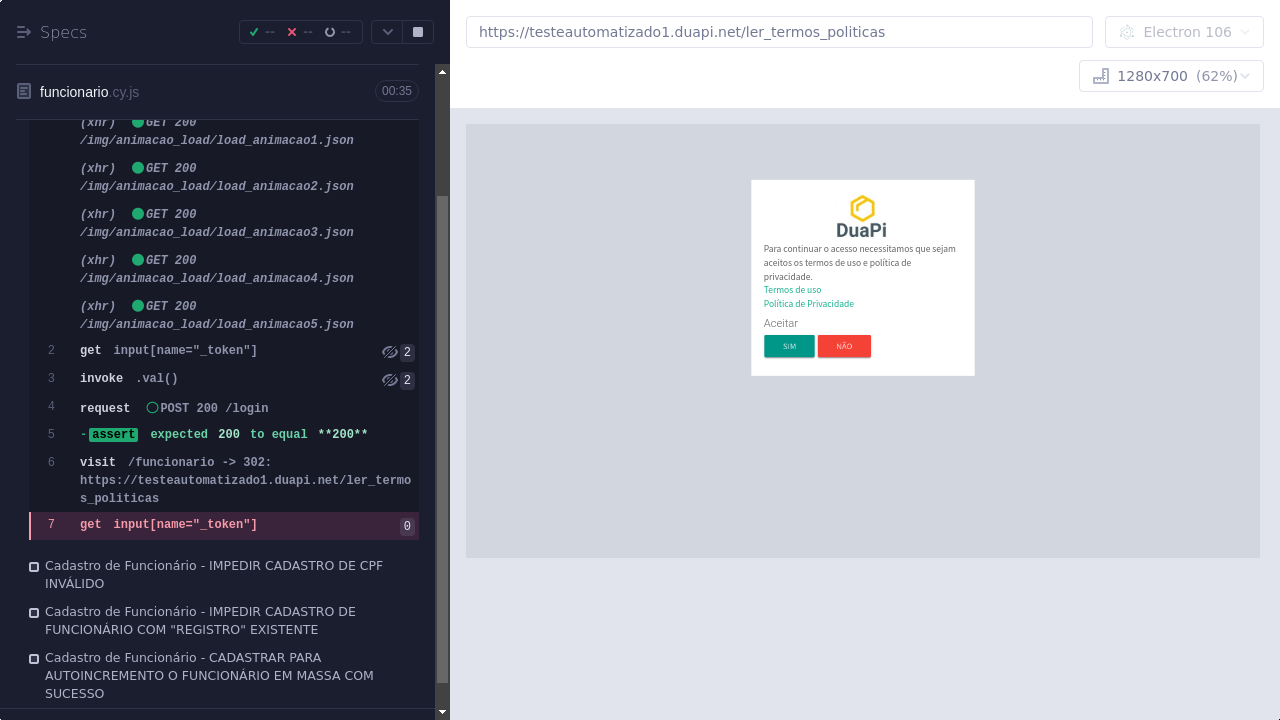 Specs
--
--
--
funcionario.cy.js
00:35
(xhr) GET 200
/img/animacao_load/load_animacao1.json
(xhr) GET 200
/img/animacao_load/load_animacao2.json
(xhr) GET 200
/img/animacao_load/load_animacao3.json
(xhr) GET 200
/img/animacao_load/load_animacao4.json
(xhr) GET 200
/img/animacao_load/load_animacao5.json
2 get input[name="_token"] 2
3 invoke .val() 2
4 request POST 200 /login
5 -assert expected 200 to equal **200**
6 visit /funcionario -> 302:
https://testeautomatizado1.duapi.net/ler_termo
s_politicas
7 get input[name="_token"] 0
Cadastro de Funcionário - IMPEDIR CADASTRO DE CPF
INVÁLIDO
Cadastro de Funcionário - IMPEDIR CADASTRO DE
FUNCIONÁRIO COM "REGISTRO" EXISTENTE
Cadastro de Funcionário - CADASTRAR PARA
AUTOINCREMENTO O FUNCIONÁRIO EM MASSA COM
SUCESSO
https://testeautomatizado1.duapi.net/ler_termos_politicas
Electron 106
1280x700 (62%)
DuaPi
Para continuar o acesso necessitamos que sejam
aceitos os termos de uso e política de
privacidade.
Termos de uso
Política de Privacidade
Aceitar
SIM
NÃO